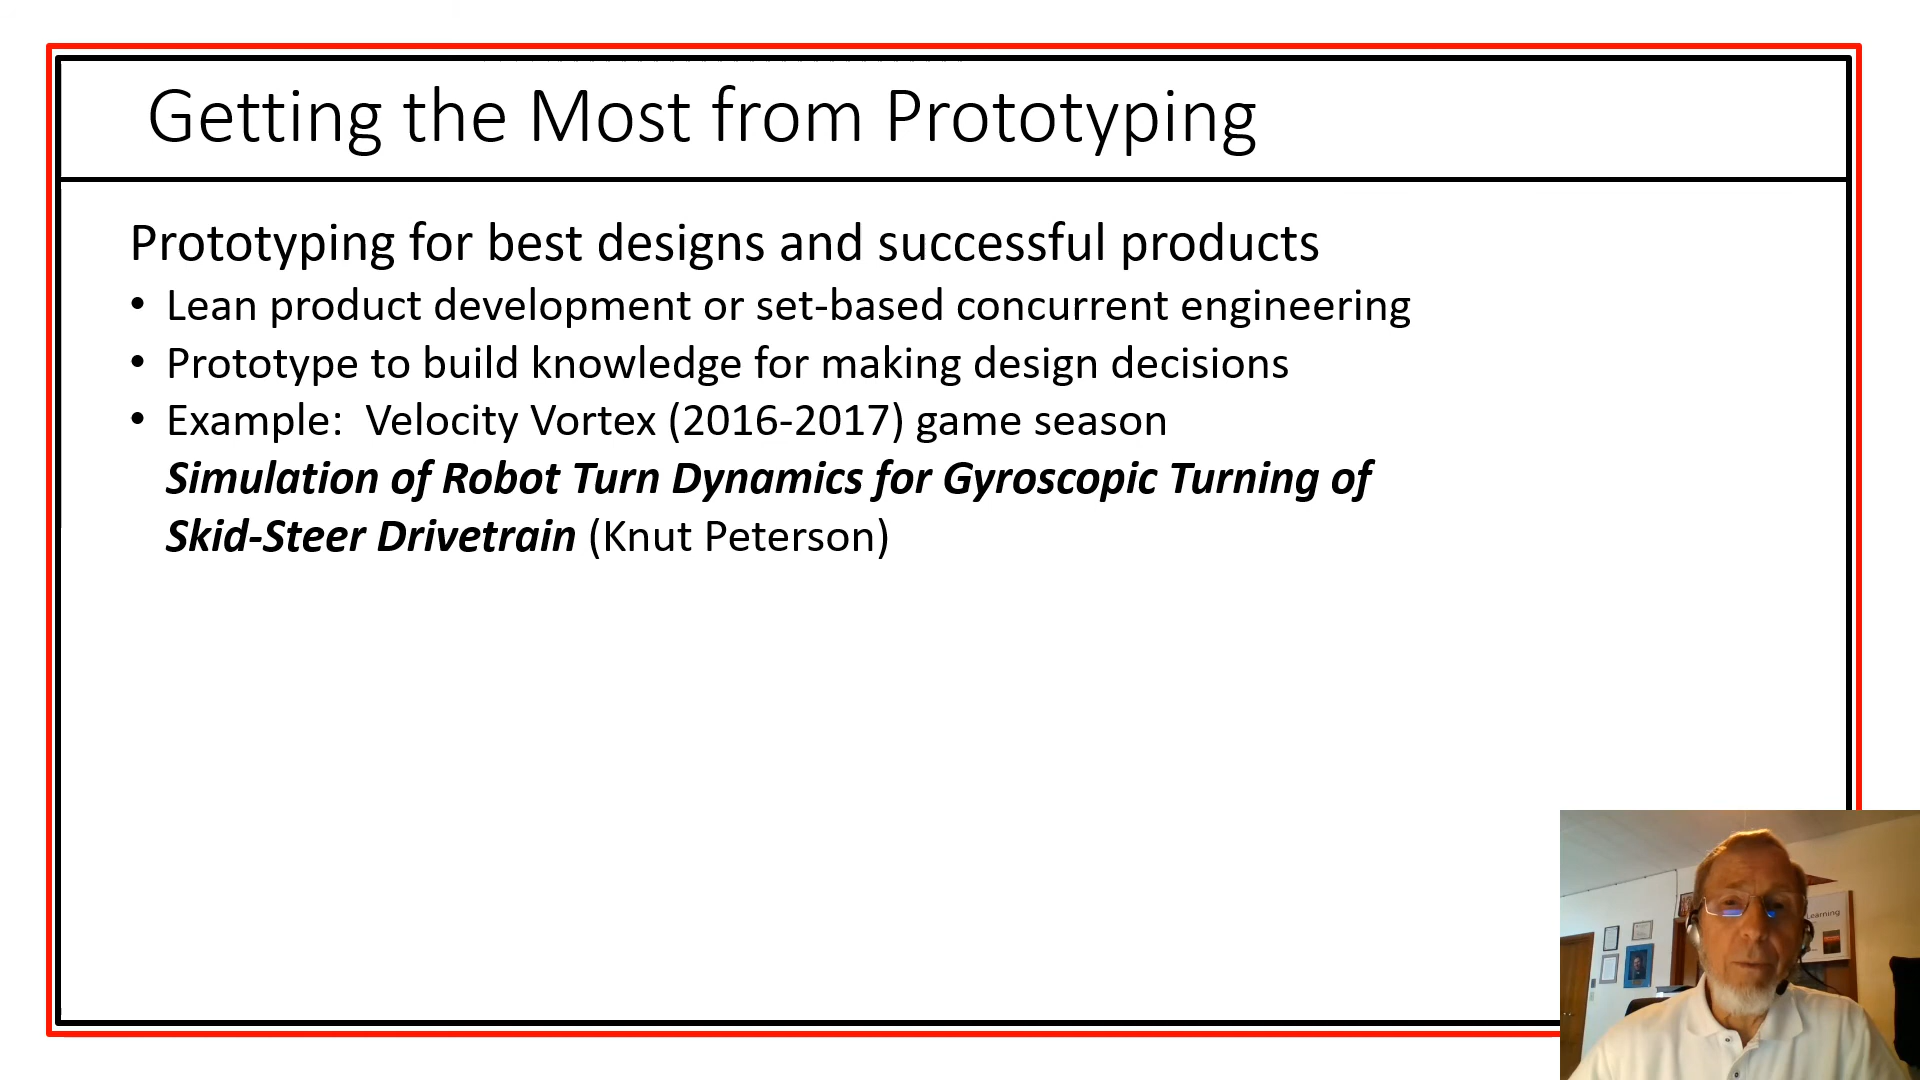 Getting the Most from Prototyping
Prototyping for best designs and successful products
• Lean product development or set-based concurrent engineering
• Prototype to build knowledge for making design decisions
• Example:  Velocity Vortex (2016-2017) game season
Simulation of Robot Turn Dynamics for Gyroscopic Turning of
Skid-Steer Drivetrain (Knut Peterson)
Learning